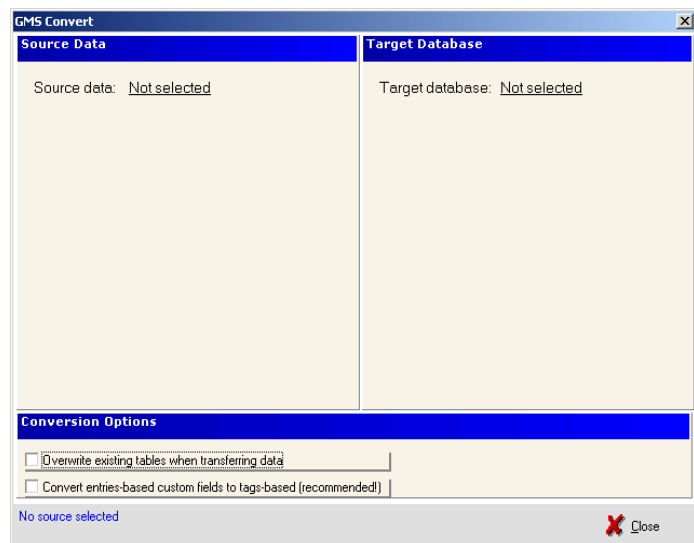 GMS Convert
Source Data
Source data: Not selected
Target Database
Target database: Not selected
Conversion Options
Overwrite existing tables when transferring data
Convert entries-based custom fields to tags-based (recommended!)
No source selected
Close